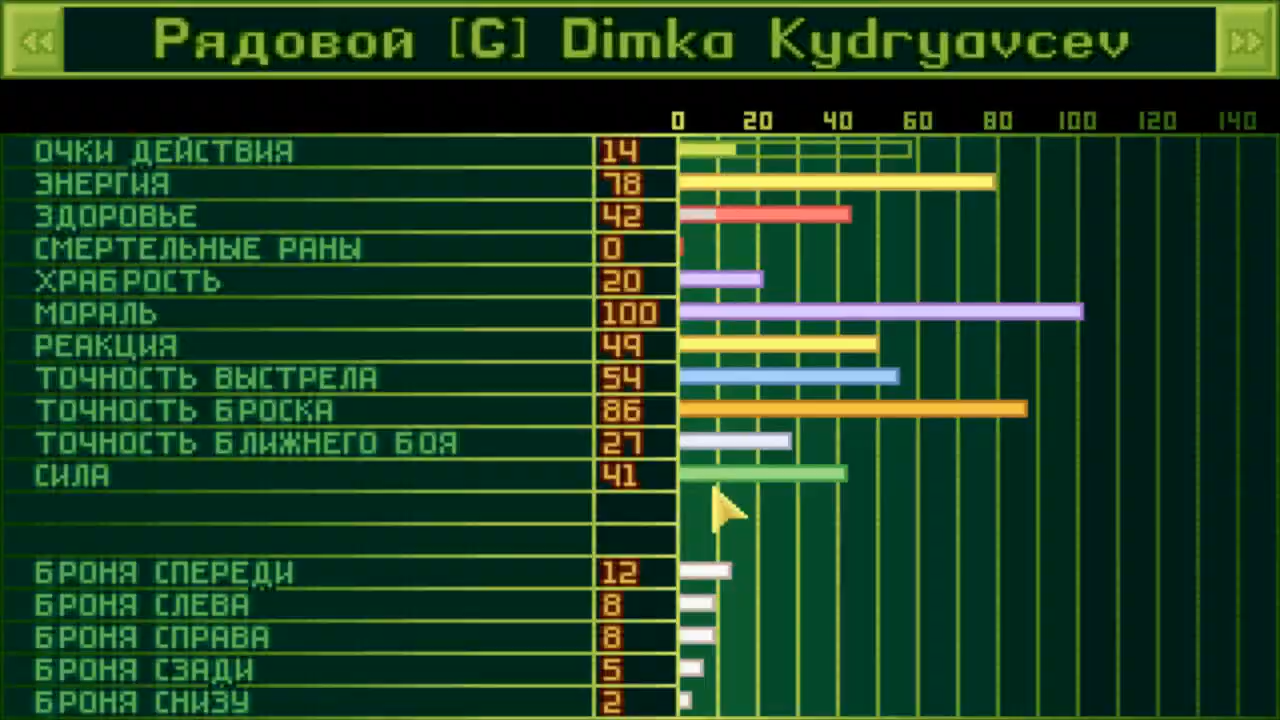 Рядовой [G] Dimka Kydryavcev
0 20 40 60 80 100 120 140
ОЧКИ ДЕЙСТВИЯ 14
ЭНЕРГИЯ 78
ЗДОРОВЬЕ 42
СМЕРТЕЛЬНЫЕ РАНЫ 0
ХРАБРОСТЬ 20
МОРАЛЬ 100
РЕАКЦИЯ 49
ТОЧНОСТЬ ВЫСТРЕЛА 54
ТОЧНОСТЬ БРОСКА 86
ТОЧНОСТЬ БЛИЖНЕГО БОЯ 27
СИЛА 41
БРОНЯ СПЕРЕДИ 12
БРОНЯ СЛЕВА 8
БРОНЯ СПРАВА 8
БРОНЯ СЗАДИ 5
БРОНЯ СНИЗУ 2